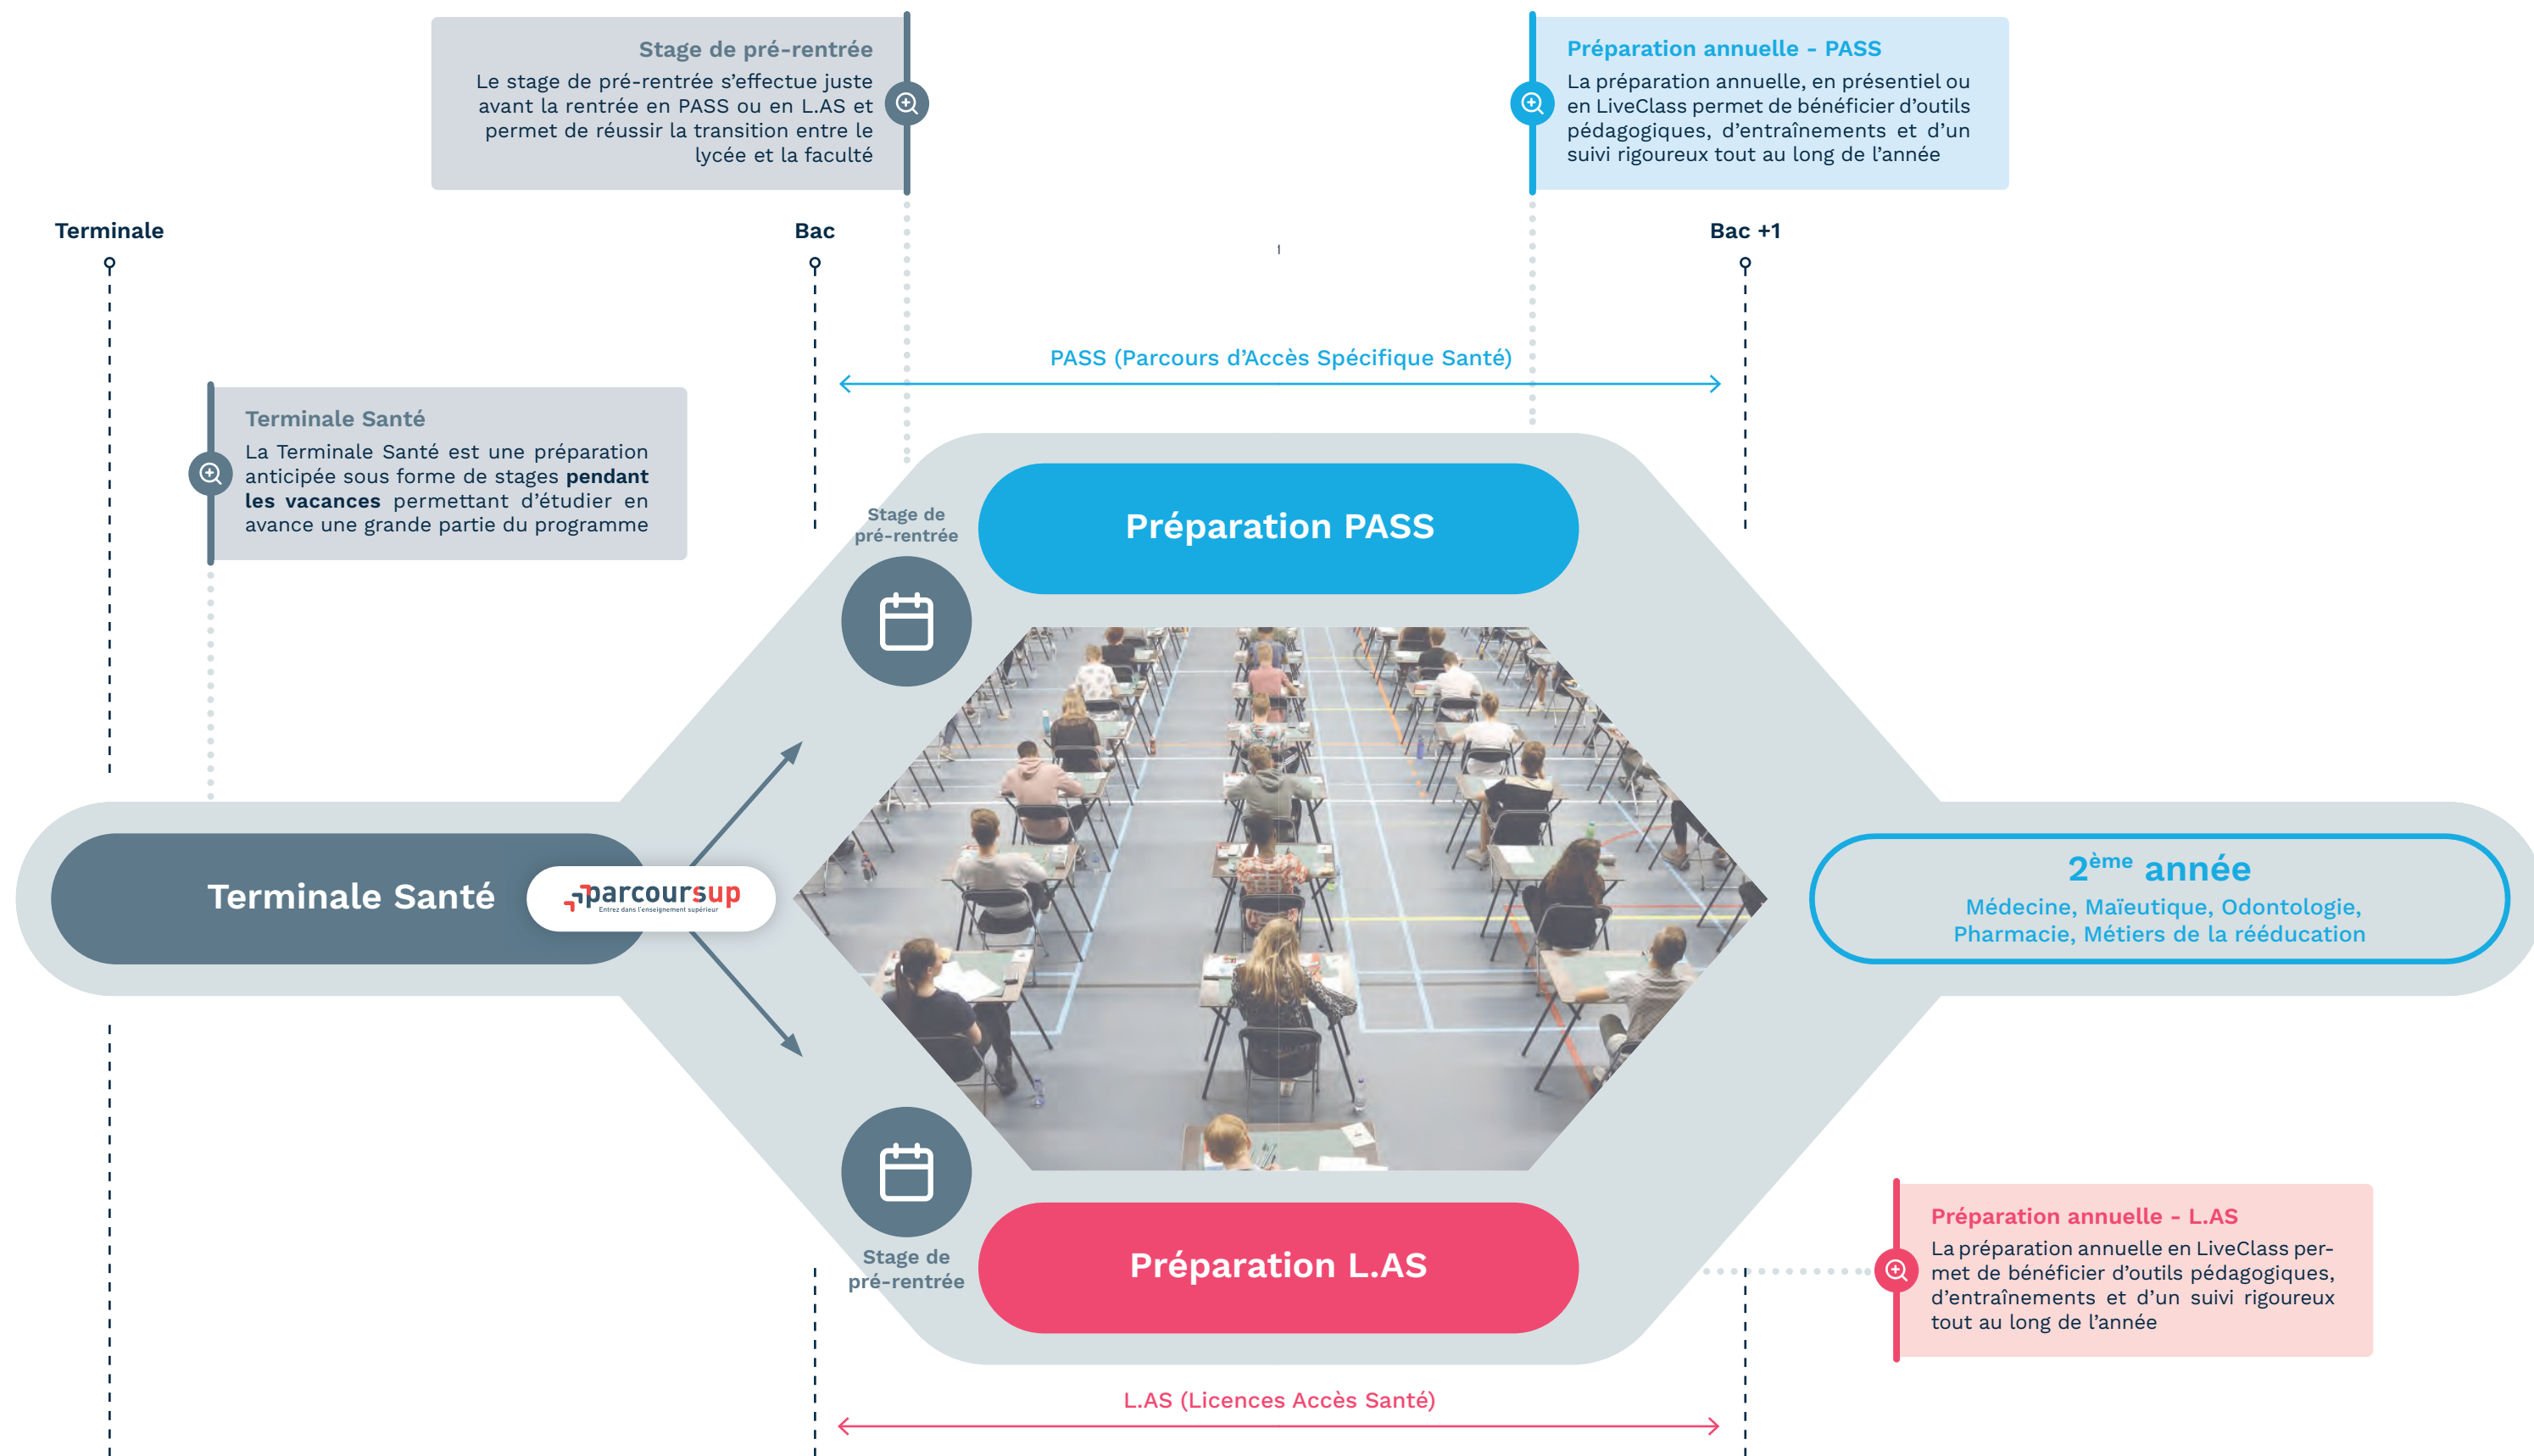 Stage de pré-rentrée
Le stage de pré-rentrée s’effectue juste
avant la rentrée en PASS ou en L.AS et
permet de réussir la transition entre le
lycée et la faculté
Préparation annuelle - PASS
La préparation annuelle, en présentiel ou
en LiveClass permet de bénéficier d’outils
pédagogiques, d’entraînements et d’un
suivi rigoureux tout au long de l’année
Terminale
Bac
Bac +1
PASS (Parcours d’Accès Spécifique Santé)
Terminale Santé
La Terminale Santé est une préparation
anticipée sous forme de stages pendant
les vacances permettant d’étudier en
avance une grande partie du programme
Stage de
pré-rentrée
Préparation PASS
Terminale Santé
parcoursup
Entrez dans l’enseignement supérieur
2ème année
Médecine, Maïeutique, Odontologie,
Pharmacie, Métiers de la rééducation
Stage de
pré-rentrée
Préparation L.AS
Préparation annuelle - L.AS
La préparation annuelle en LiveClass per-
met de bénéficier d’outils pédagogiques,
d’entraînements et d’un suivi rigoureux
tout au long de l’année
L.AS (Licences Accès Santé)